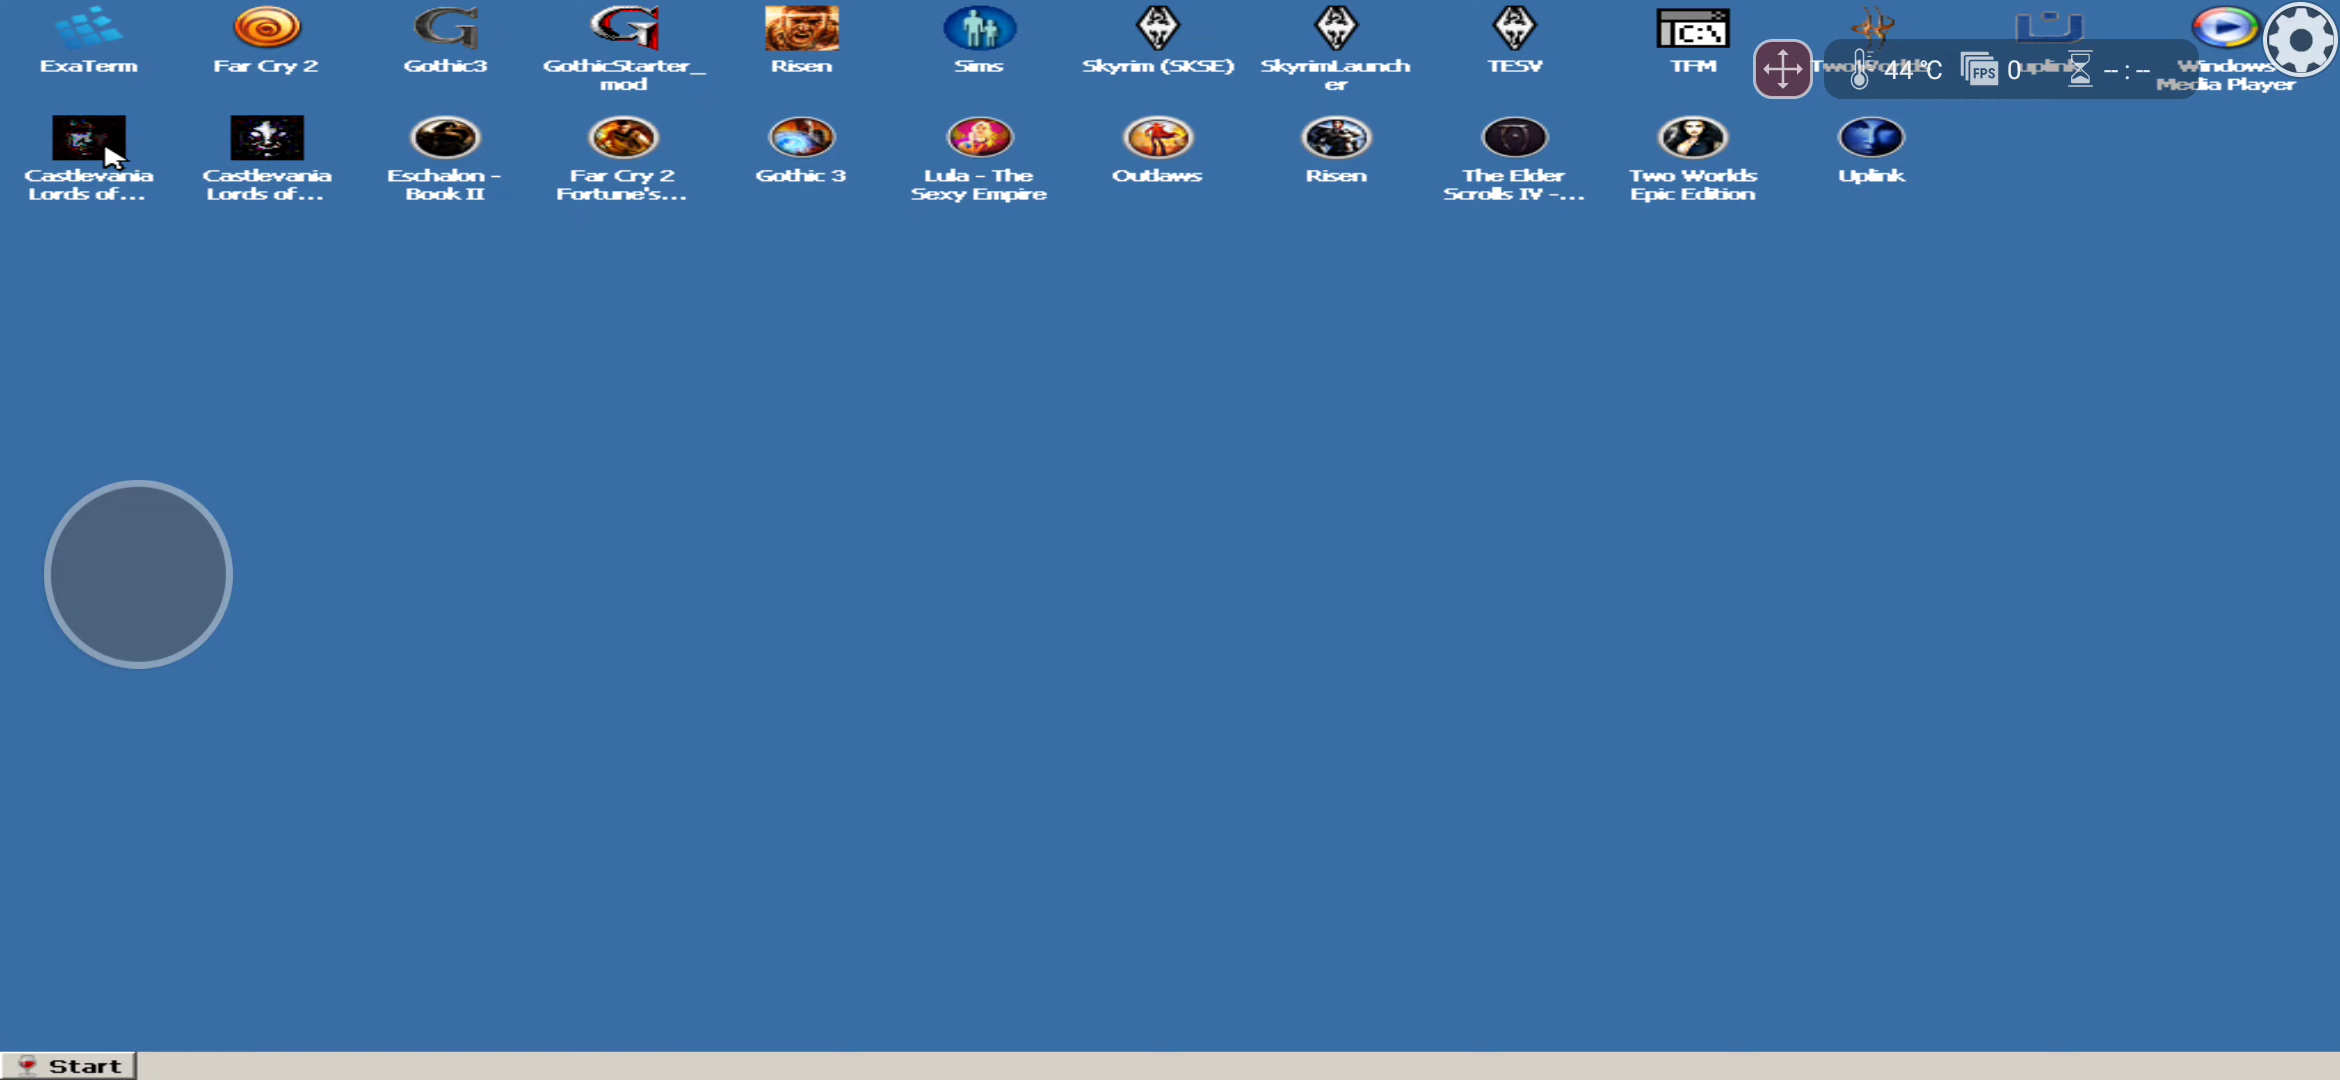 ExaTerm
Far Cry 2
Gothic3
GothicStarter_
mod
Risen
Sims
Skyrim (SKSE)
SkyrimLaunch
er
TESV
TFM
C:\
44°C
FPS
0
uplink
-- : --
Windows
Media Player
Castlevania
Lords of...
Castlevania
Lords of...
Eschalon -
Book II
Far Cry 2
Fortune's...
Gothic 3
Lula - The
Sexy Empire
Outlaws
Risen
The Elder
Scrolls IV -...
Two Worlds
Epic Edition
Uplink
Start